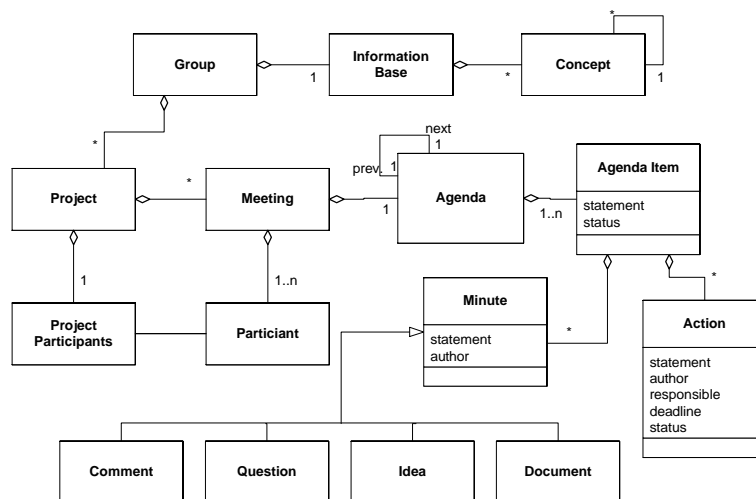 Group
1
Information
Base
*
Concept
*
1
*
Project
*
Meeting
1
next
1
prev.
1
Agenda
1..n
Agenda Item
statement
status
1
Project
Participants
1..n
Particiant
Minute
statement
author
*
*
Action
statement
author
responsible
deadline
status
Comment
Question
Idea
Document